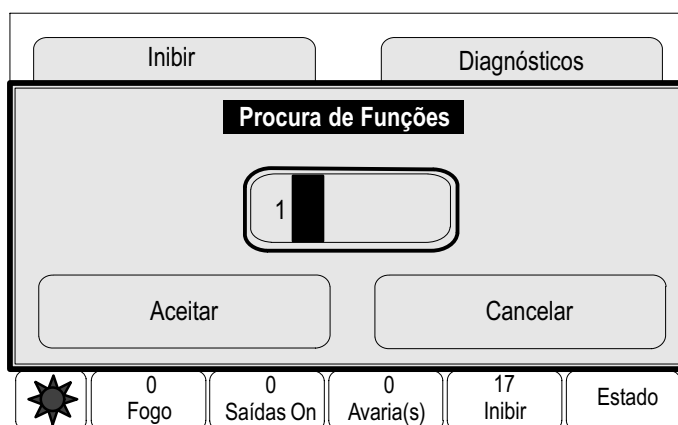 Inibir
Diagnósticos
Procura de Funções
1
Aceitar
Cancelar
0
Fogo
0
Saídas On
0
Avaria(s)
17
Inibir
Estado